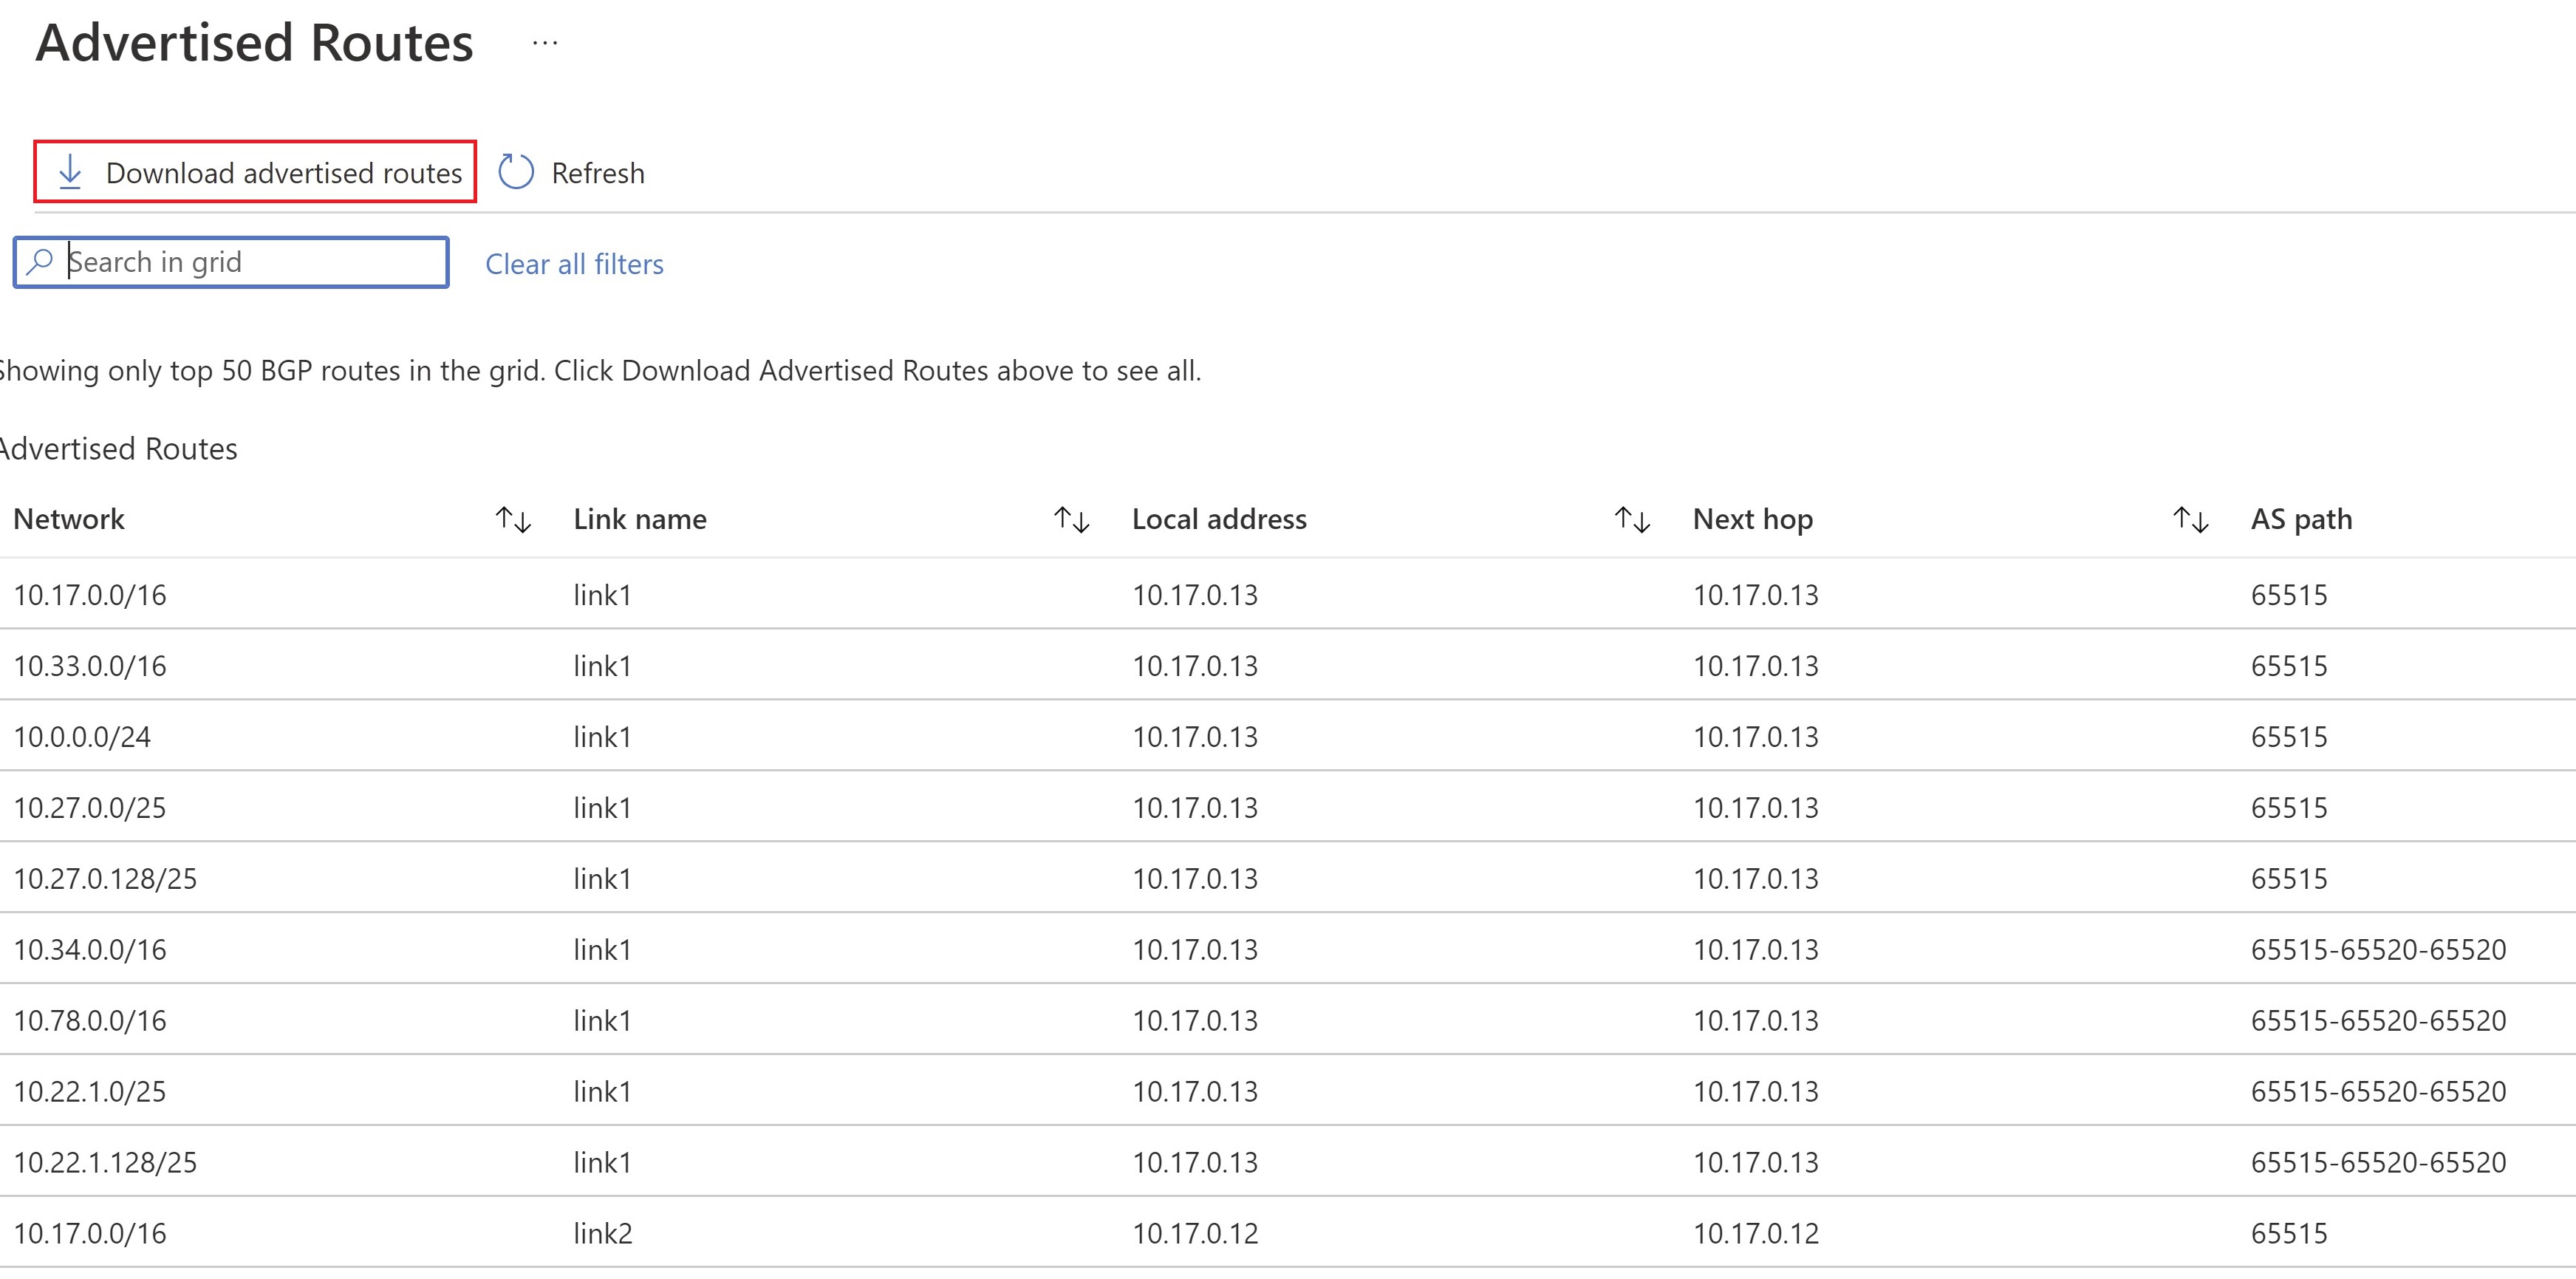 Advertised Routes ...
Download advertised routes Refresh
Search in grid Clear all filters
Showing only top 50 BGP routes in the grid. Click Download Advertised Routes above to see all.
Advertised Routes
Network ↑↓ Link name ↑↓ Local address ↑↓ Next hop ↑↓ AS path
10.17.0.0/16 link1 10.17.0.13 10.17.0.13 65515
10.33.0.0/16 link1 10.17.0.13 10.17.0.13 65515
10.0.0.0/24 link1 10.17.0.13 10.17.0.13 65515
10.27.0.0/25 link1 10.17.0.13 10.17.0.13 65515
10.27.0.128/25 link1 10.17.0.13 10.17.0.13 65515
10.34.0.0/16 link1 10.17.0.13 10.17.0.13 65515-65520-65520
10.78.0.0/16 link1 10.17.0.13 10.17.0.13 65515-65520-65520
10.22.1.0/25 link1 10.17.0.13 10.17.0.13 65515-65520-65520
10.22.1.128/25 link1 10.17.0.13 10.17.0.13 65515-65520-65520
10.17.0.0/16 link2 10.17.0.12 10.17.0.12 65515